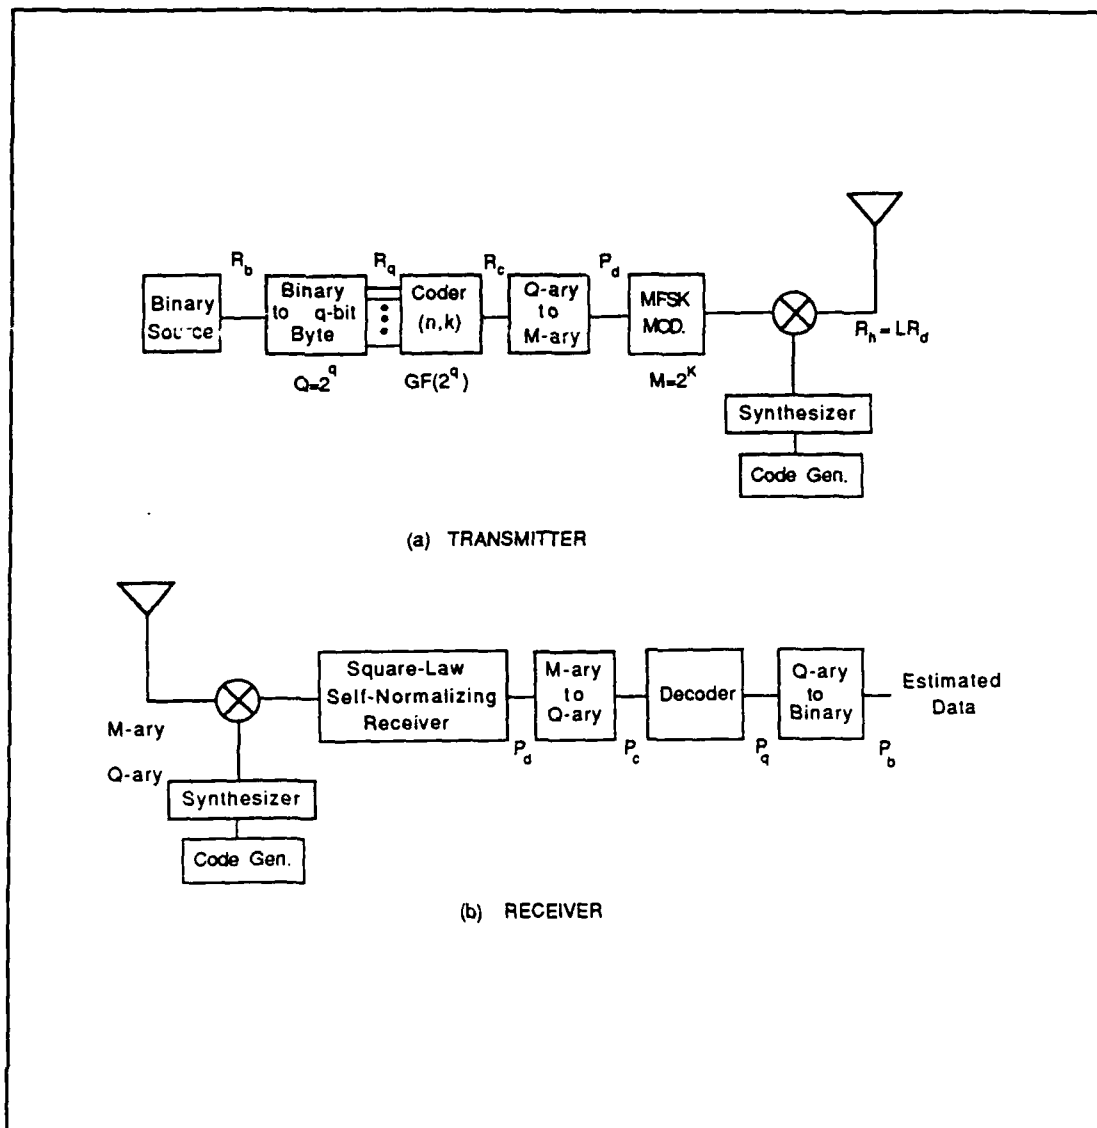 R_b
R_q
R_c
P_d
Binary
Source
Binary
to q-bit
Byte
Coder
(n,k)
Q-ary
to
M-ary
MFSK
MOD.
R_h = LR_d
Q=2^q
GF(2^q)
M=2^K
Synthesizer
Code Gen.
(a) TRANSMITTER
Square-Law
Self-Normalizing
Receiver
M-ary
to
Q-ary
Decoder
Q-ary
to
Binary
Estimated
Data
M-ary
P_d
P_c
P_q
P_b
Q-ary
Synthesizer
Code Gen.
(b) RECEIVER